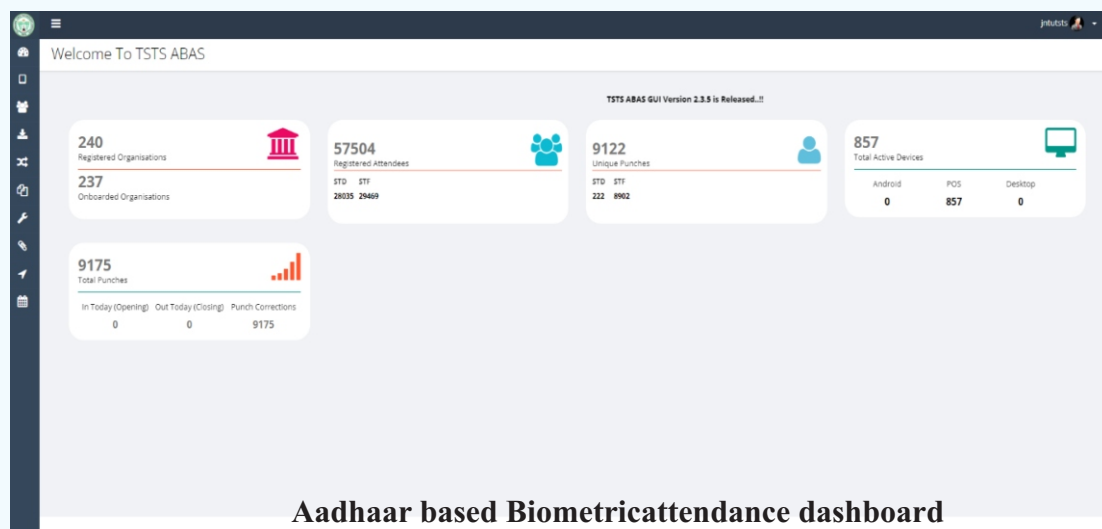 jntutsts
Welcome To TSTS ABAS
TSTS ABAS GUI Version 2.3.5 is Released..!!
240
Registered Organisations
237
Onboarded Organisations
57504
Registered Attendees
STD STF
28035 29469
9122
Unique Punches
STD STF
222 8902
857
Total Active Devices
Android POS Desktop
0 857 0
9175
Total Punches
In Today (Opening) Out Today (Closing) Punch Corrections
0 0 9175
Aadhaar based Biometricattendance dashboard